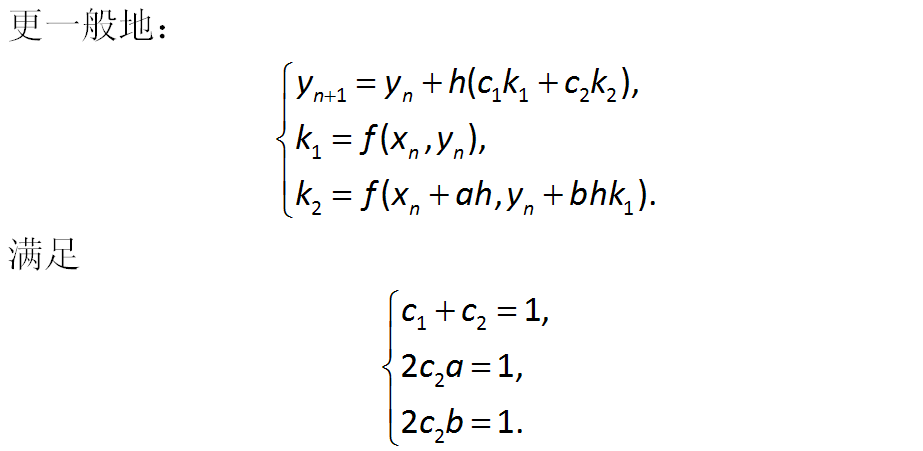 更一般地：
y_{n+1} = y_n + h(c_1k_1 + c_2k_2),
k_1 = f(x_n, y_n),
k_2 = f(x_n + ah, y_n + bhk_1).
满足
c_1 + c_2 = 1,
2c_2a = 1,
2c_2b = 1.